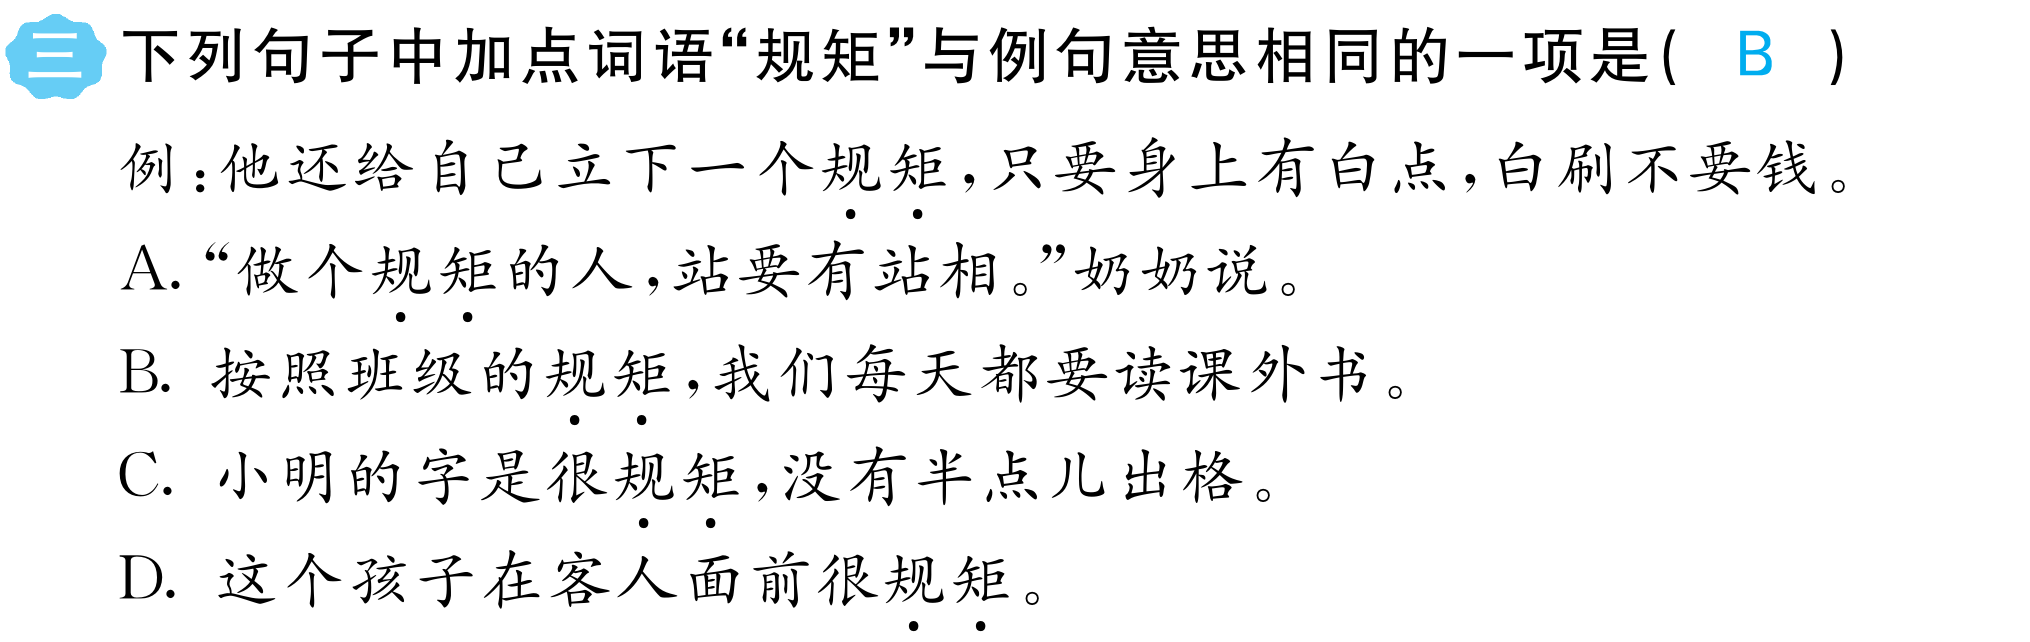 三 下列句子中加点词语“规矩”与例句意思相同的一项是( B )
例:他还给自己立下一个规矩,只要身上有白点,白刷不要钱。
A. “做个规矩的人,站要有站相。”奶奶说。
B. 按照班级的规矩,我们每天都要读课外书。
C. 小明的字是很规矩,没有半点儿出格。
D. 这个孩子在客人面前很规矩。